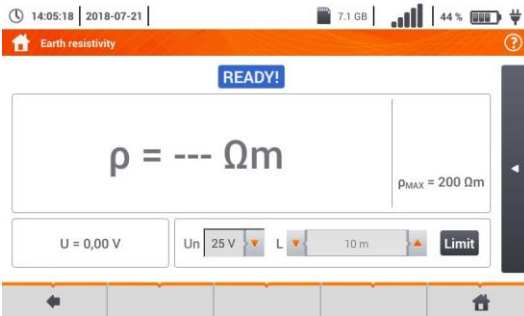 14:05:18 2018-07-21 7.1 GB 44 %
Earth resistivity ?
READY!
ρ = --- Ωm
ρMAX = 200 Ωm
U = 0,00 V Un 25 V L 10 m Limit